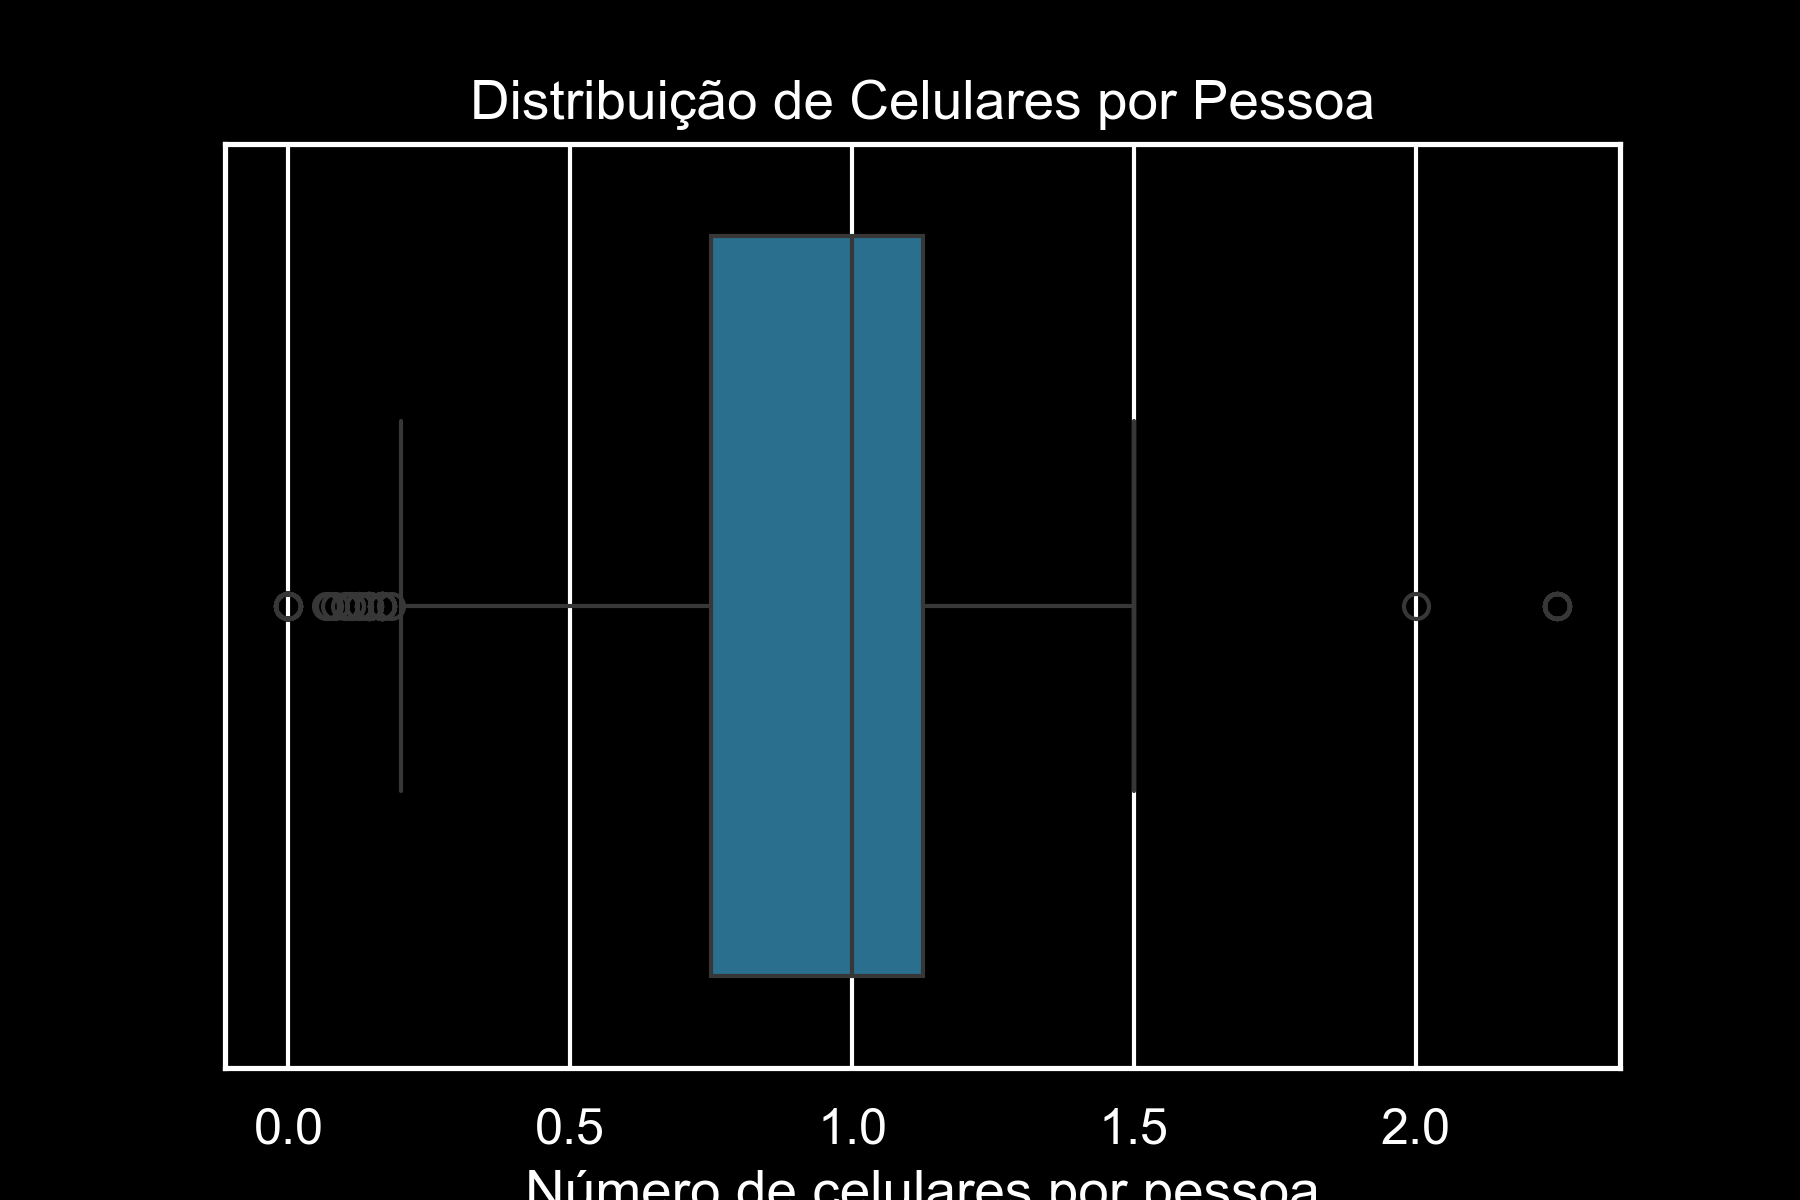 Distribuição de Celulares por Pessoa
0.0 0.5 1.0 1.5 2.0
Número de celulares por pessoa